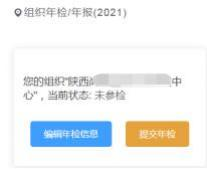 组织年检/年报(2021)
您的组织"陕西 中
心"，当前状态: 未参检
编辑年检信息 提交年检